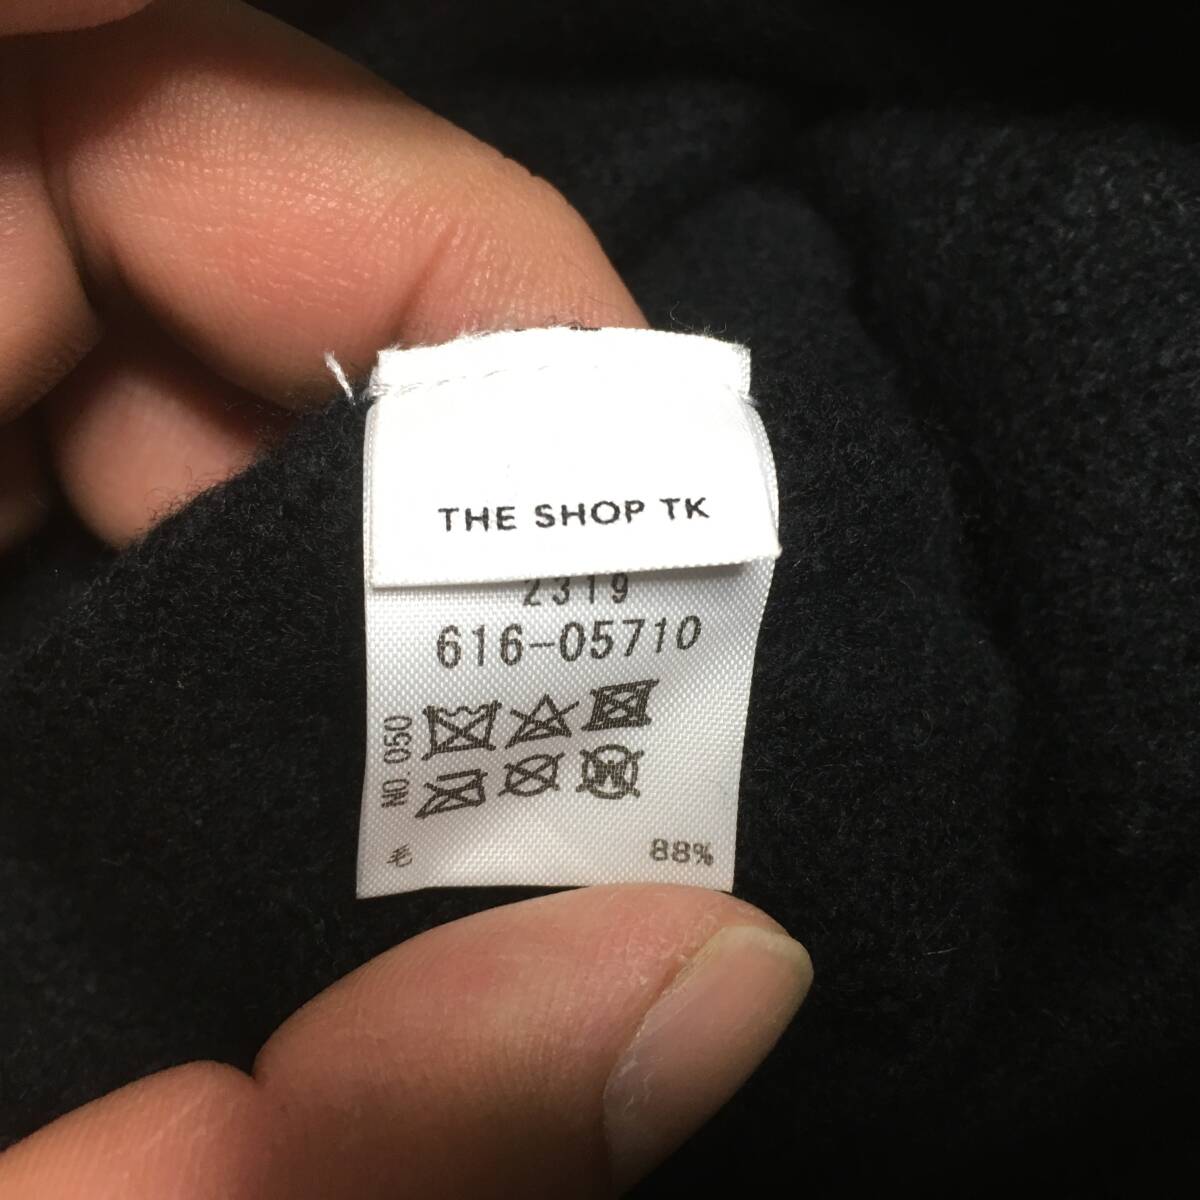 THE SHOP TK
2319
616-05710
NO. 050
毛 88%